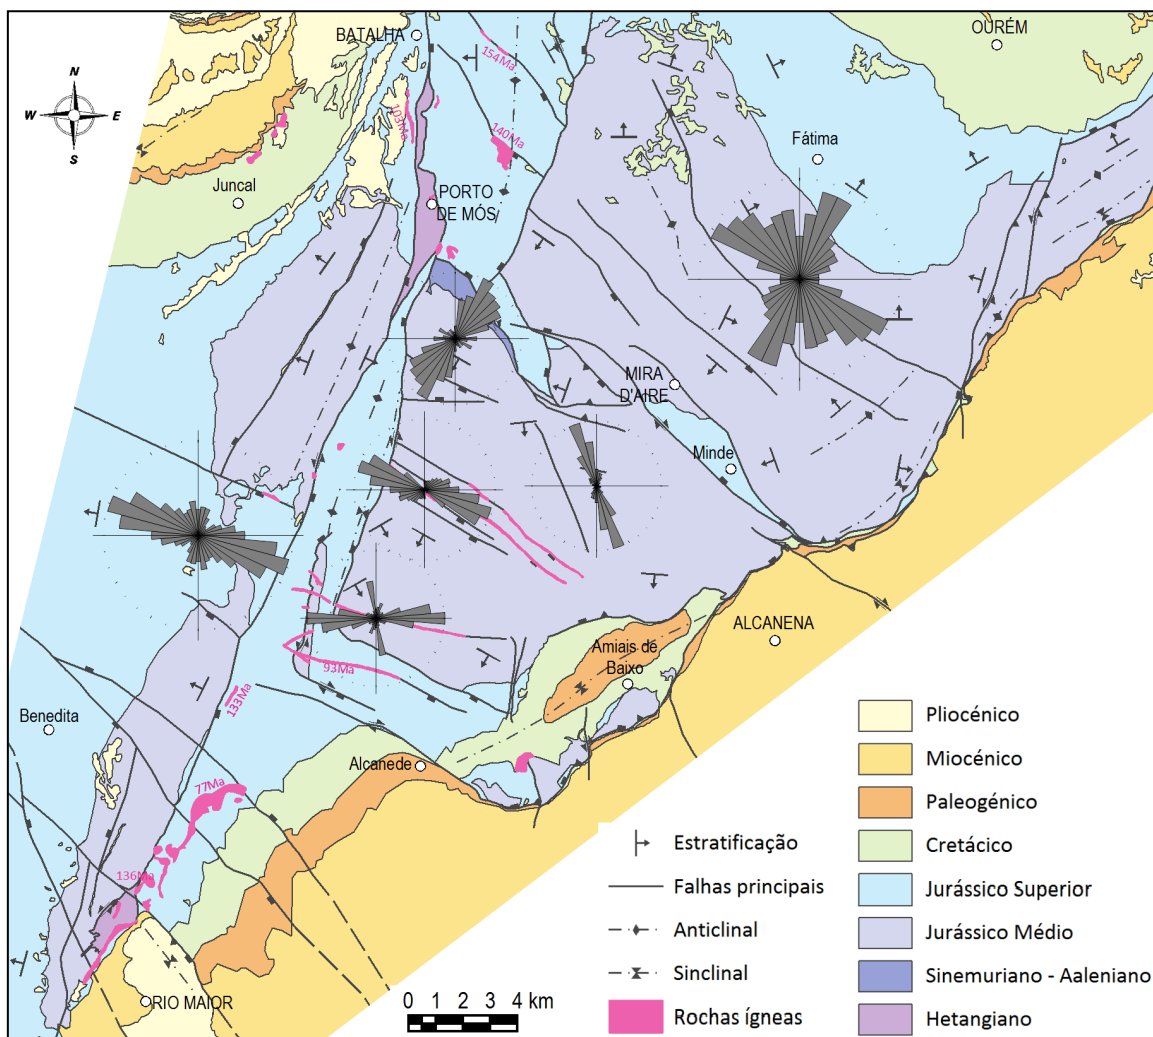 BATALHA
OURÉM
154Ma
N
W
E
S
103Ma
140Ma
Fátima
Juncal
PORTO
DE MÓS
MIRA
D'AIRE
Minde
ALCANENA
Amiais de
Baixo
93Ma
133Ma
Benedita
Alcanede
77Ma
136Ma
RIO MAIOR
0 2 4 km
Estratificação
Falhas principais
Anticlinal
Sinclinal
Rochas ígneas
Pliocénico
Miocénico
Paleogénico
Cretácico
Jurássico Superior
Jurássico Médio
Sinemuriano - Aaleniano
Hetangiano